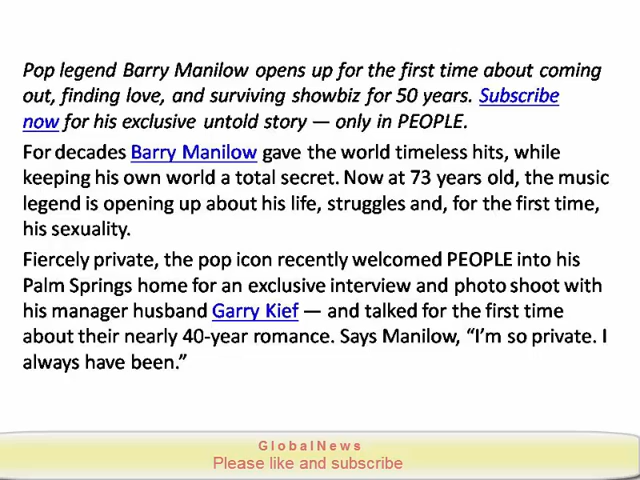 Pop legend Barry Manilow opens up for the first time about coming
out, finding love, and surviving showbiz for 50 years. Subscribe
now for his exclusive untold story — only in PEOPLE.
For decades Barry Manilow gave the world timeless hits, while
keeping his own world a total secret. Now at 73 years old, the music
legend is opening up about his life, struggles and, for the first time,
his sexuality.
Fiercely private, the pop icon recently welcomed PEOPLE into his
Palm Springs home for an exclusive interview and photo shoot with
his manager husband Garry Kief — and talked for the first time
about their nearly 40-year romance. Says Manilow, “I’m so private. I
always have been.”
GlobalNews
Please like and subscribe